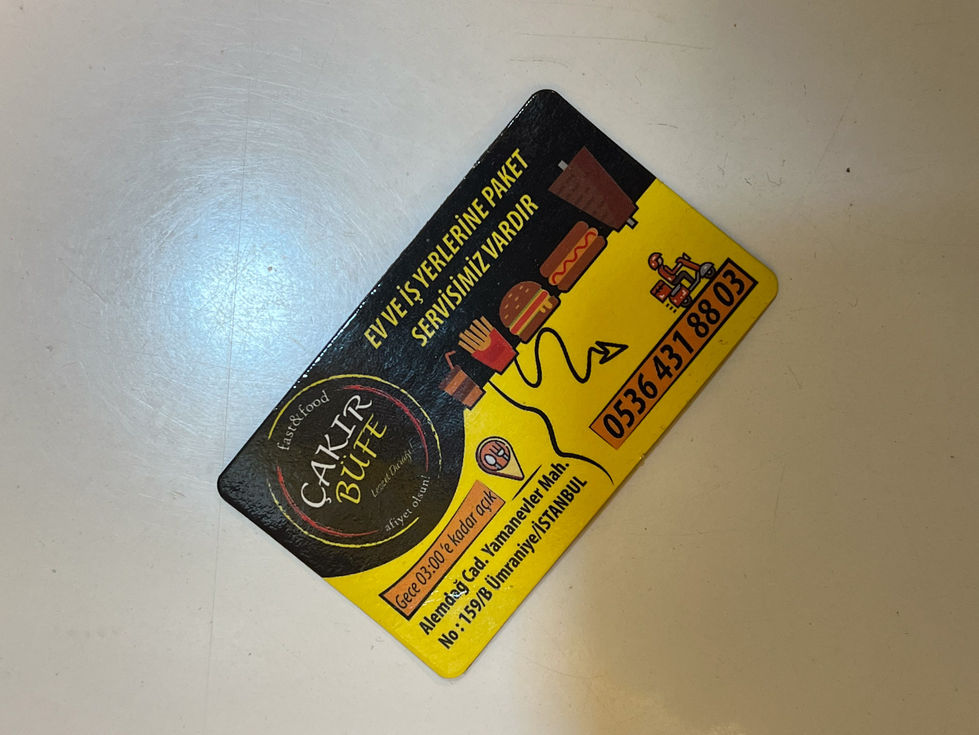 EV VE İŞ YERLERİNE PAKET
SERVİSİMİZ VARDIR
fast&food
ÇAKIR
BÜFE
Lezzet Durağı
afiyet olsun!
Gece 03:00'e kadar açık
Alemdağ Cad. Yamanevler Mah.
No : 159/B Ümraniye/İSTANBUL
0536 431 88 03